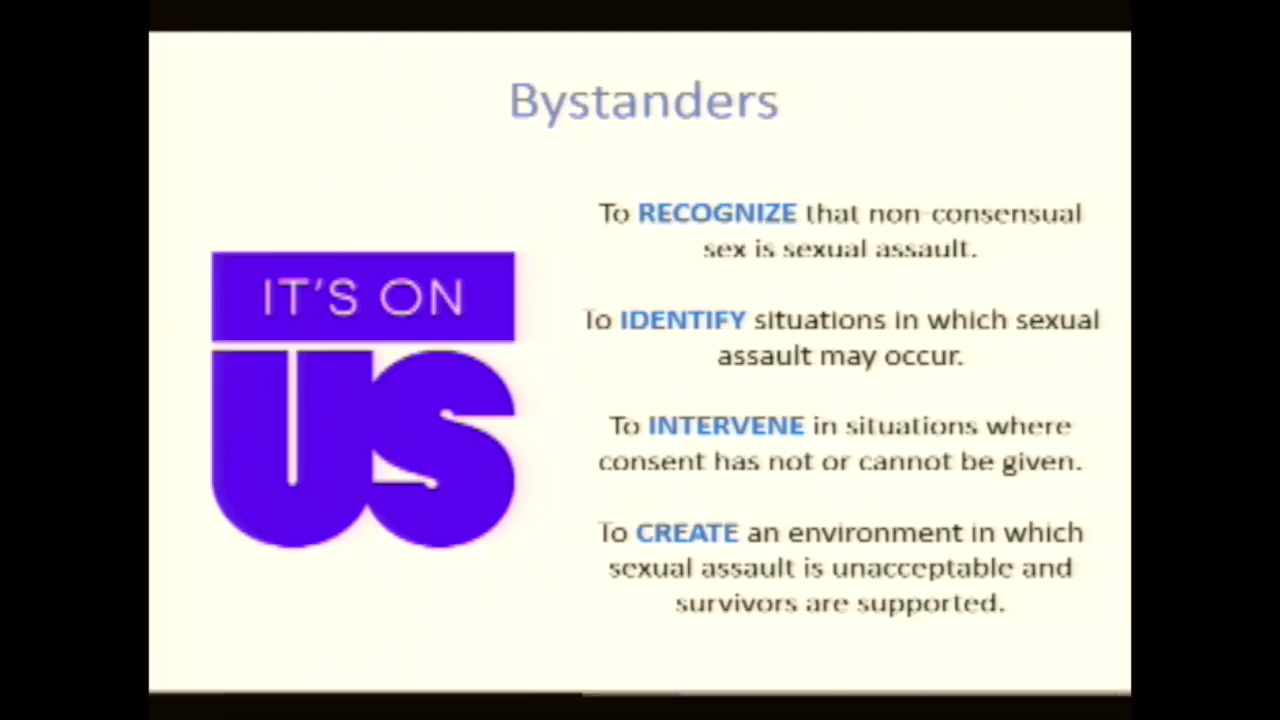 Bystanders
IT'S ON
US
To RECOGNIZE that non-consensual
sex is sexual assault.
To IDENTIFY situations in which sexual
assault may occur.
To INTERVENE in situations where
consent has not or cannot be given.
To CREATE an environment in which
sexual assault is unacceptable and
survivors are supported.